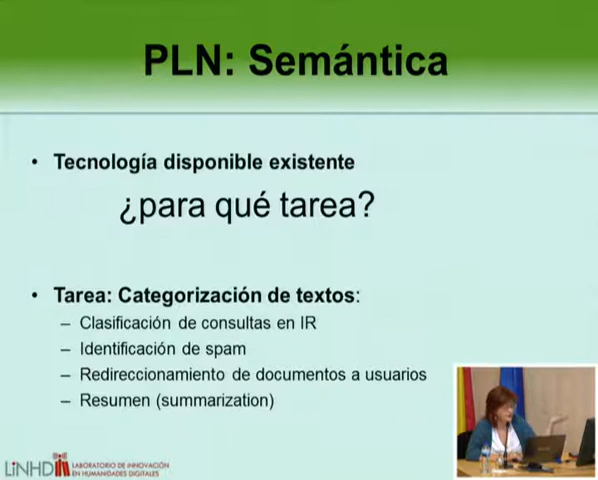 PLN: Semántica
• Tecnología disponible existente
¿para qué tarea?
• Tarea: Categorización de textos:
– Clasificación de consultas en IR
– Identificación de spam
– Redireccionamiento de documentos a usuarios
– Resumen (summarization)
LiNHD
LABORATORIO DE INNOVACIÓN
EN HUMANIDADES DIGITALES